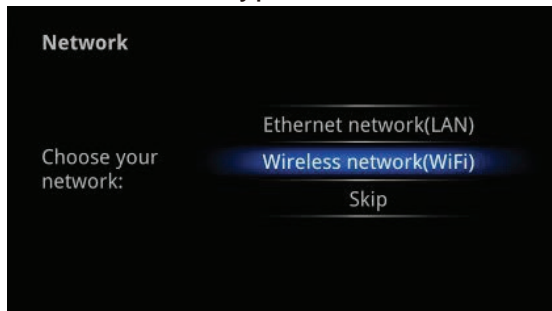 Network
Ethernet network(LAN)
Choose your
network:
Wireless network(WiFi)
Skip